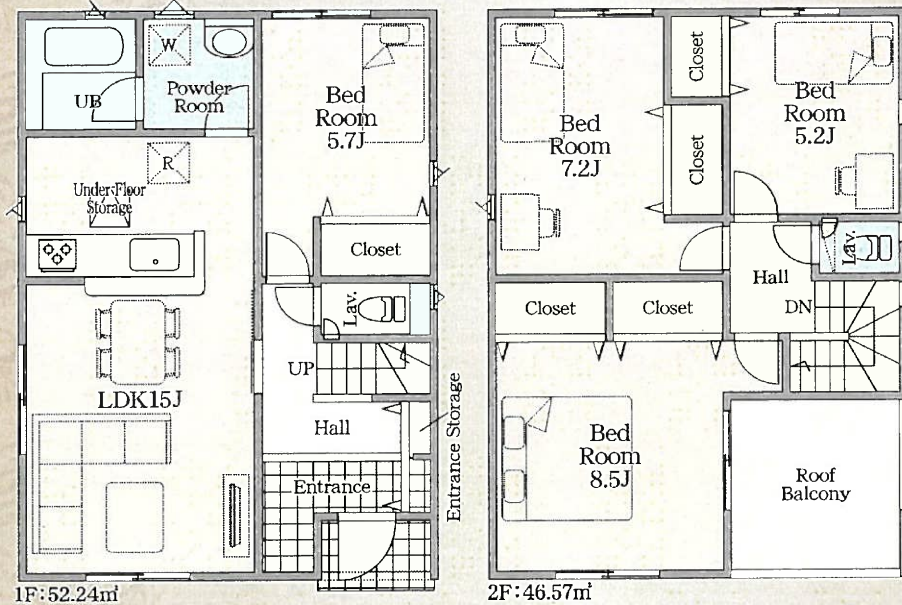 UB
W
Powder
Room
R
Under-Floor
Storage
LDK15J
Bed
Room
5.7J
Closet
Lav.
UP
Hall
Entrance
Entrance Storage
1F:52.24㎡
Bed
Room
7.2J
Closet
Closet
Bed
Room
5.2J
Lav.
Hall
DN
Closet
Closet
Bed
Room
8.5J
Roof
Balcony
2F:46.57㎡